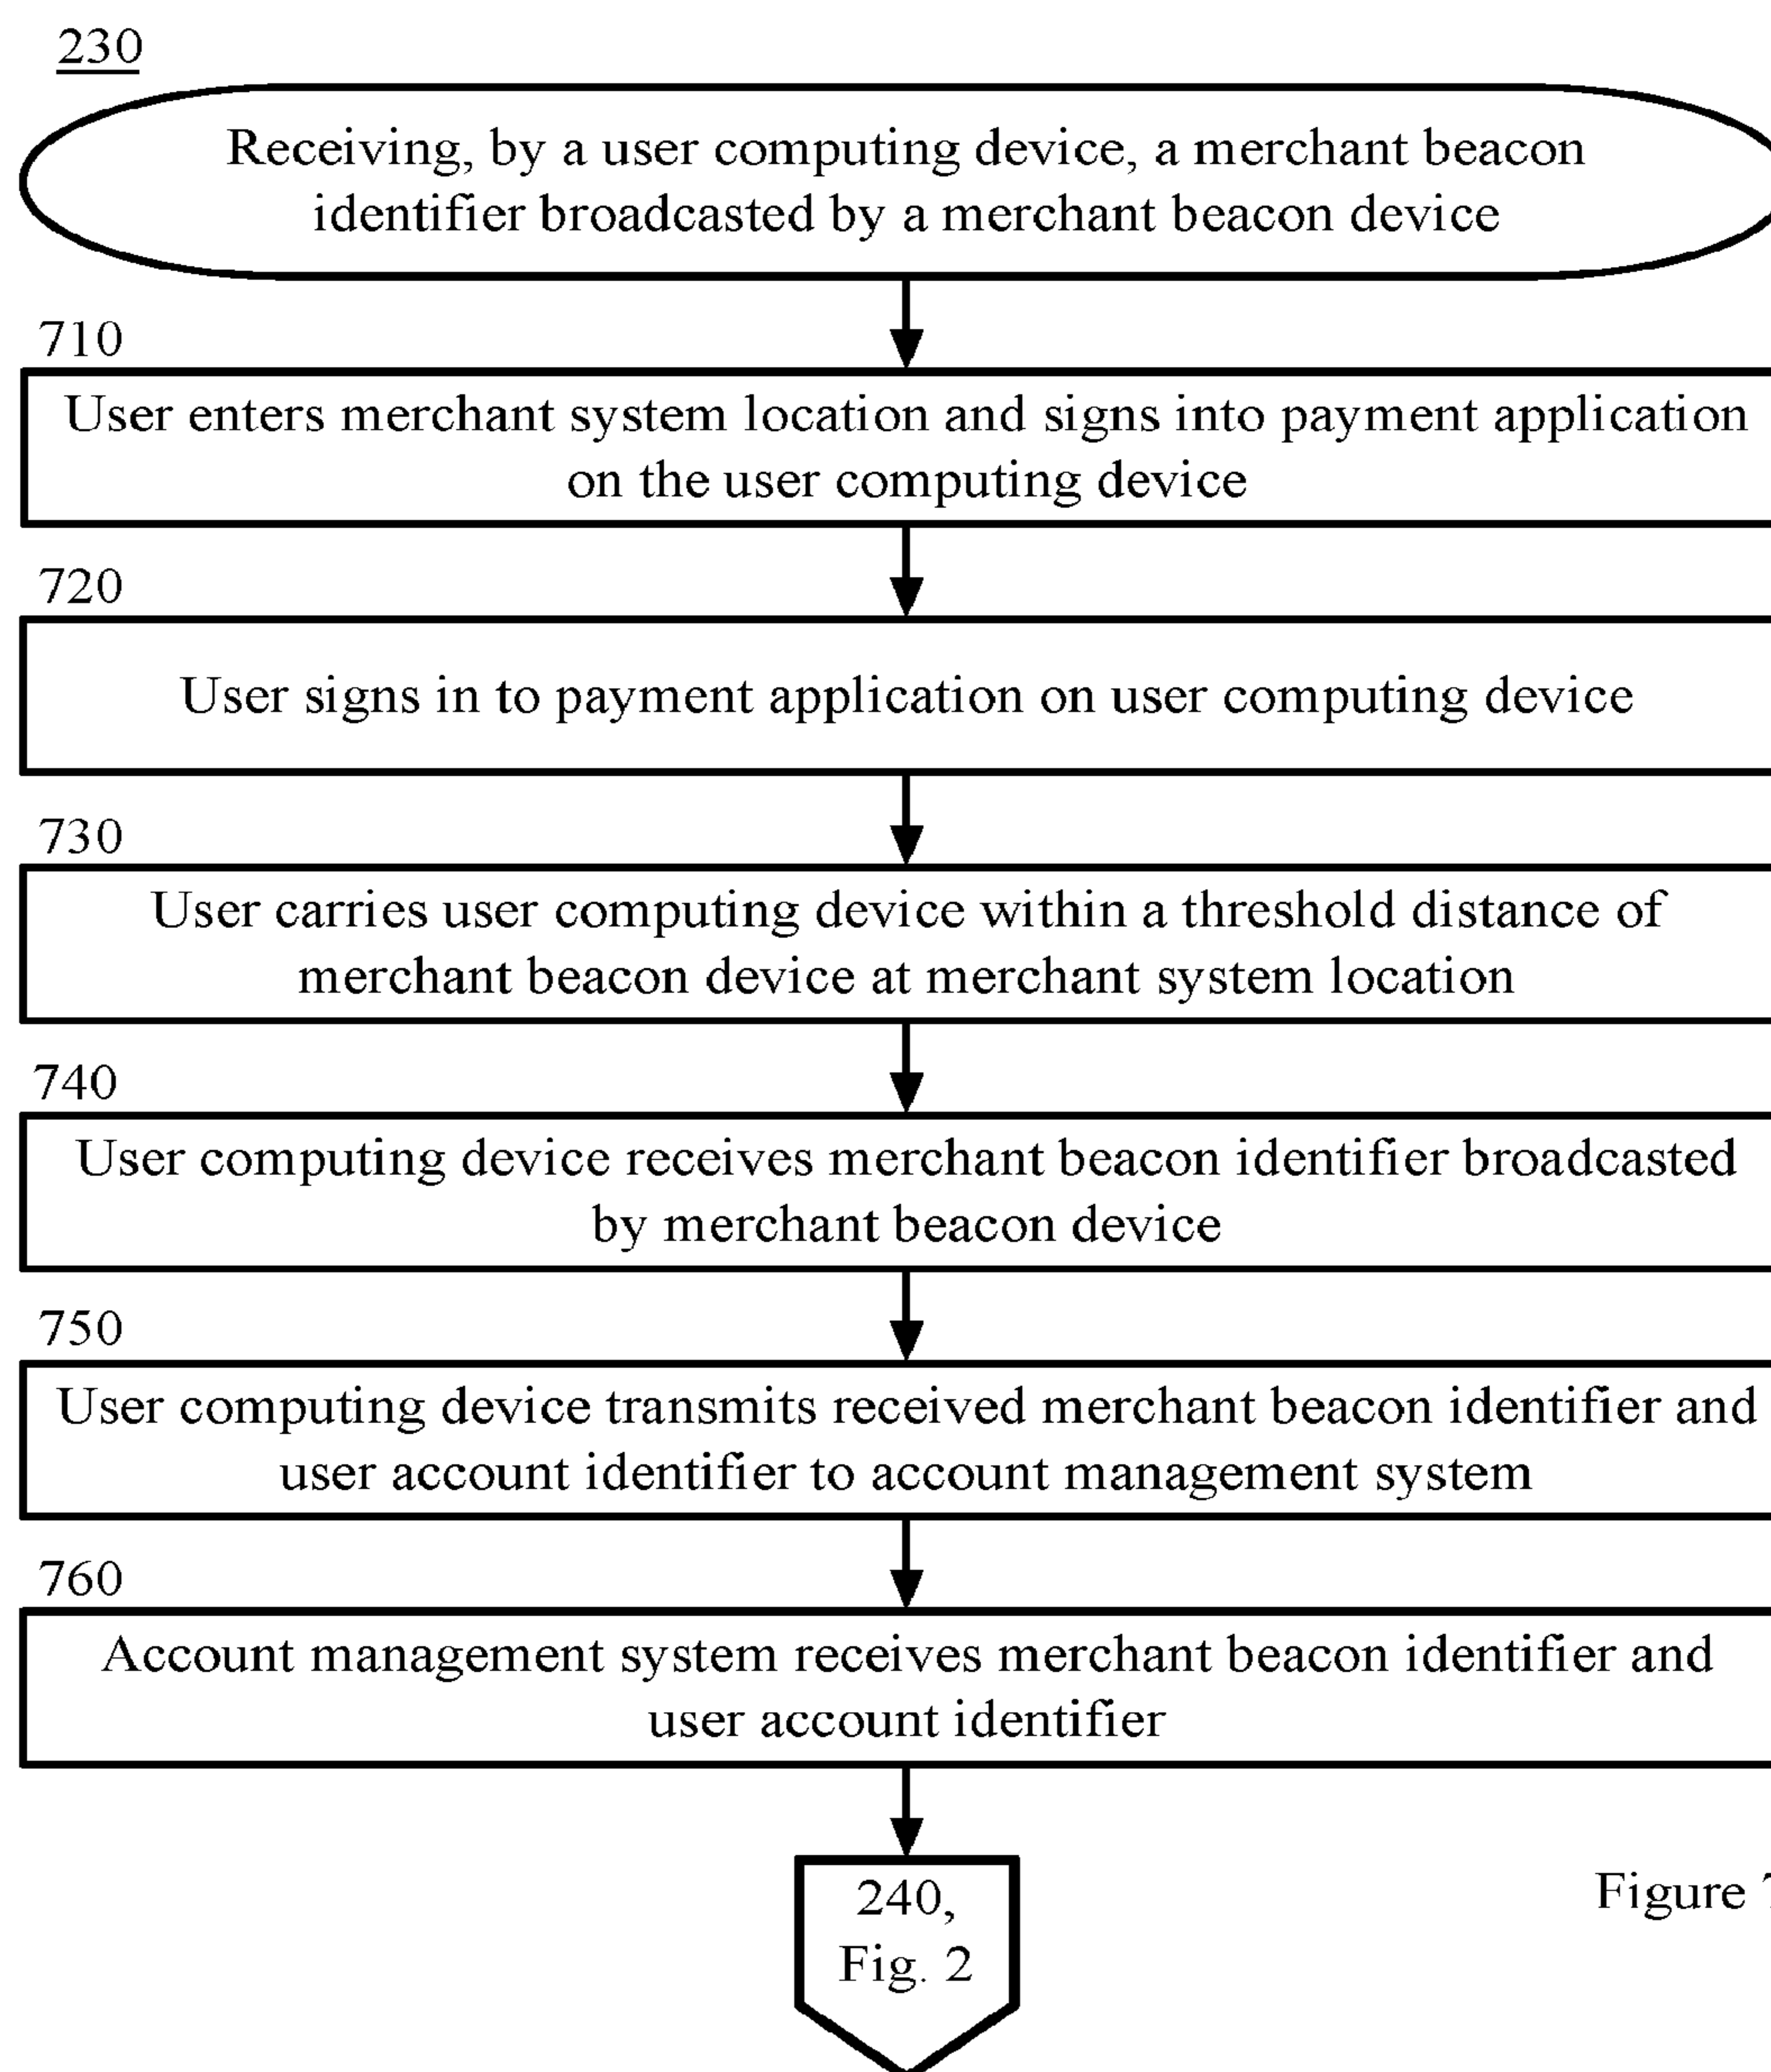 230
Receiving, by a user computing device, a merchant beacon
identifier broadcasted by a merchant beacon device
710
User enters merchant system location and signs into payment application
on the user computing device
720
User signs in to payment application on user computing device
730
User carries user computing device within a threshold distance of
merchant beacon device at merchant system location
740
User computing device receives merchant beacon identifier broadcasted
by merchant beacon device
750
User computing device transmits received merchant beacon identifier and
user account identifier to account management system
760
Account management system receives merchant beacon identifier and
user account identifier
240,
Fig. 2
Figure 7